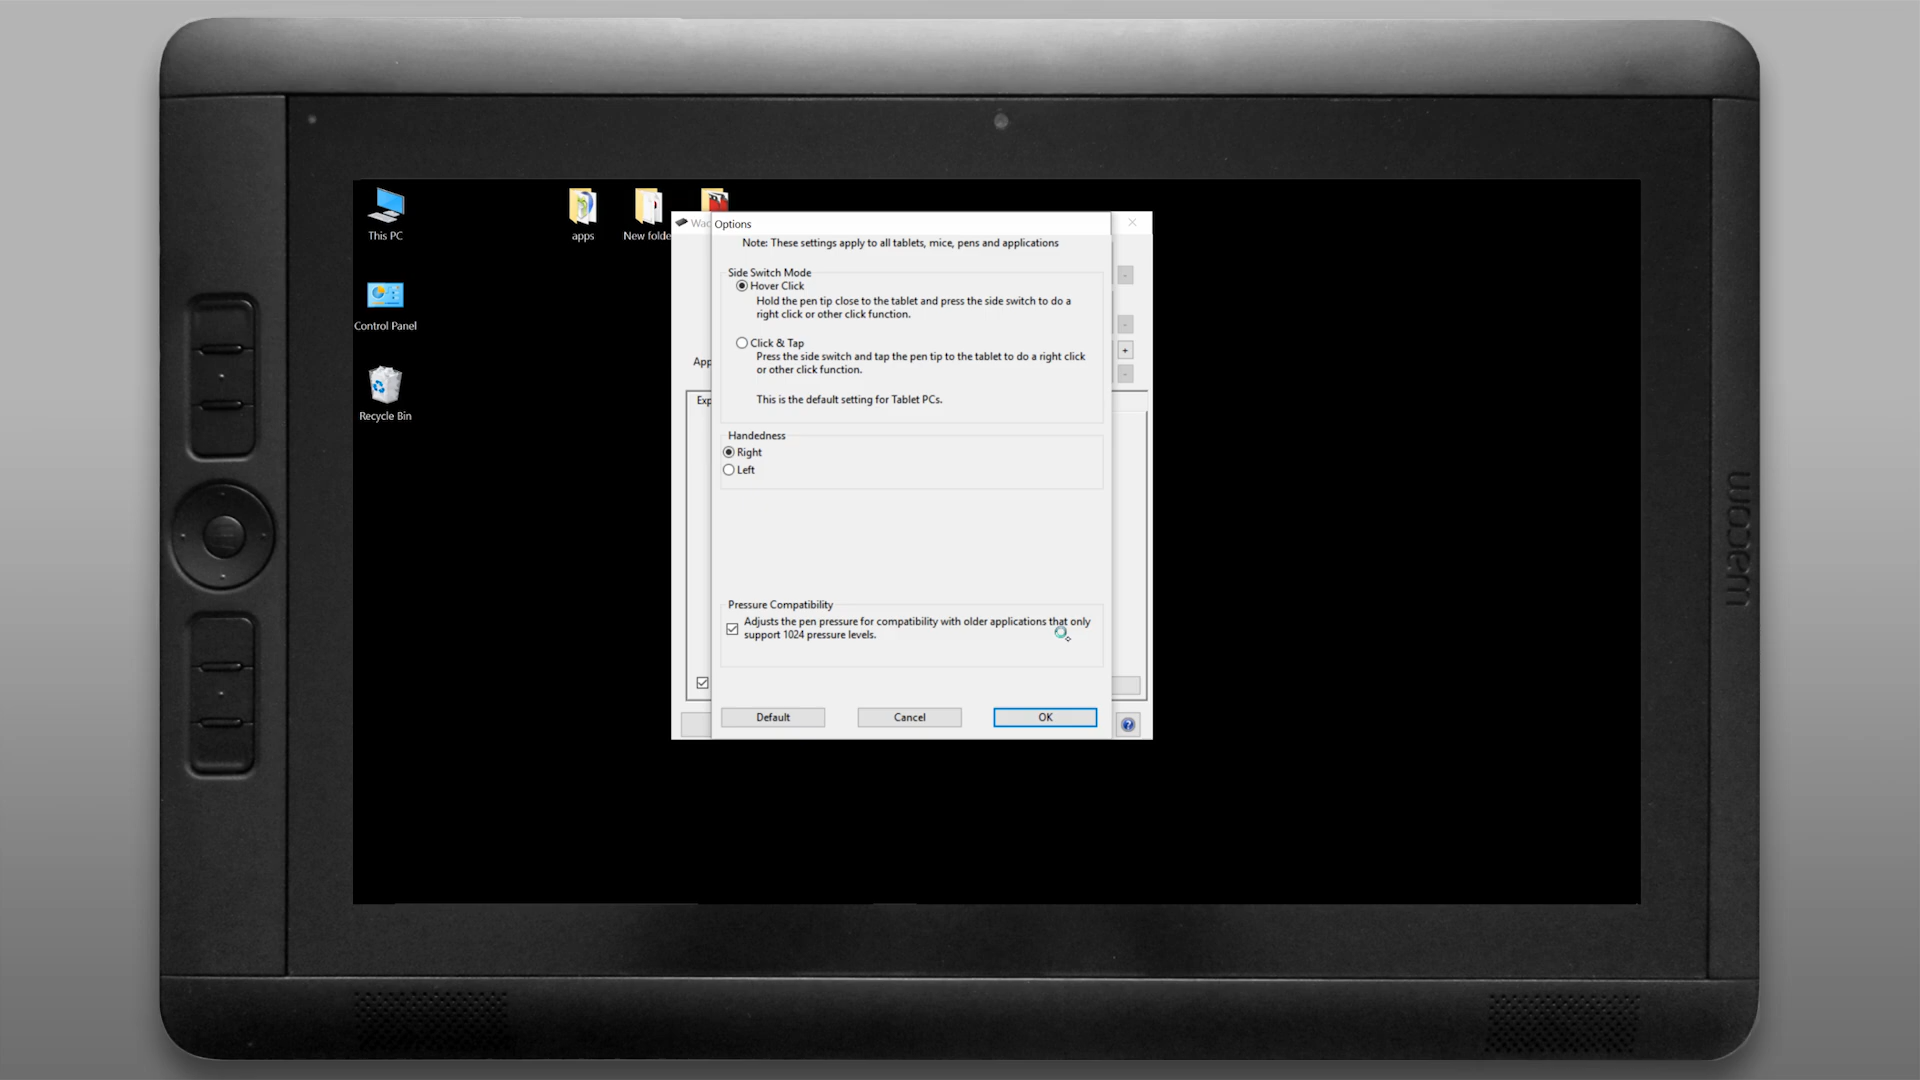 This PC
apps
New folde
Control Panel
Recycle Bin
Wac
Options
Note: These settings apply to all tablets, mice, pens and applications
Side Switch Mode
Hover Click
Hold the pen tip close to the tablet and press the side switch to do a
right click or other click function.
Click & Tap
Press the side switch and tap the pen tip to the tablet to do a right click
or other click function.
This is the default setting for Tablet PCs.
App
Exp
Handedness
Right
Left
Pressure Compatibility
Adjusts the pen pressure for compatibility with older applications that only
support 1024 pressure levels.
Default
Cancel
OK
wacom